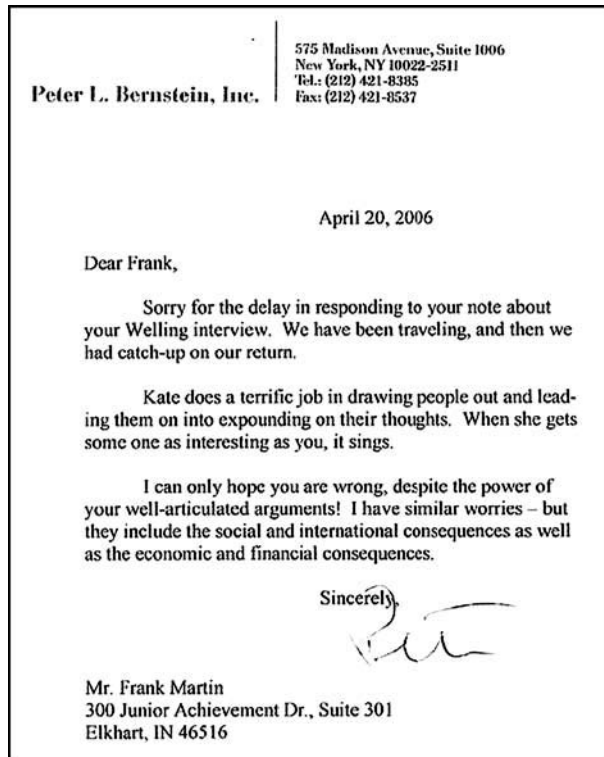 Peter L. Bernstein, Inc.
575 Madison Avenue, Suite 1006
New York, NY 10022-2511
Tel.: (212) 421-8385
Fax: (212) 421-8537
April 20, 2006
Dear Frank,
Sorry for the delay in responding to your note about
your Welling interview. We have been traveling, and then we
had catch-up on our return.
Kate does a terrific job in drawing people out and lead-
ing them on into expounding on their thoughts. When she gets
some one as interesting as you, it sings.
I can only hope you are wrong, despite the power of
your well-articulated arguments! I have similar worries – but
they include the social and international consequences as well
as the economic and financial consequences.
Sincerely,
Peter
Mr. Frank Martin
300 Junior Achievement Dr., Suite 301
Elkhart, IN 46516